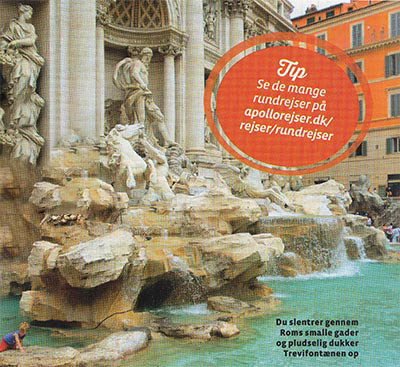 Tip
Se de mange
rundrejser på
apollorejser.dk/
rejser/rundrejser
Du slentrer gennem
Roms smalle gader
og pludselig dukker
Trevifontænen op